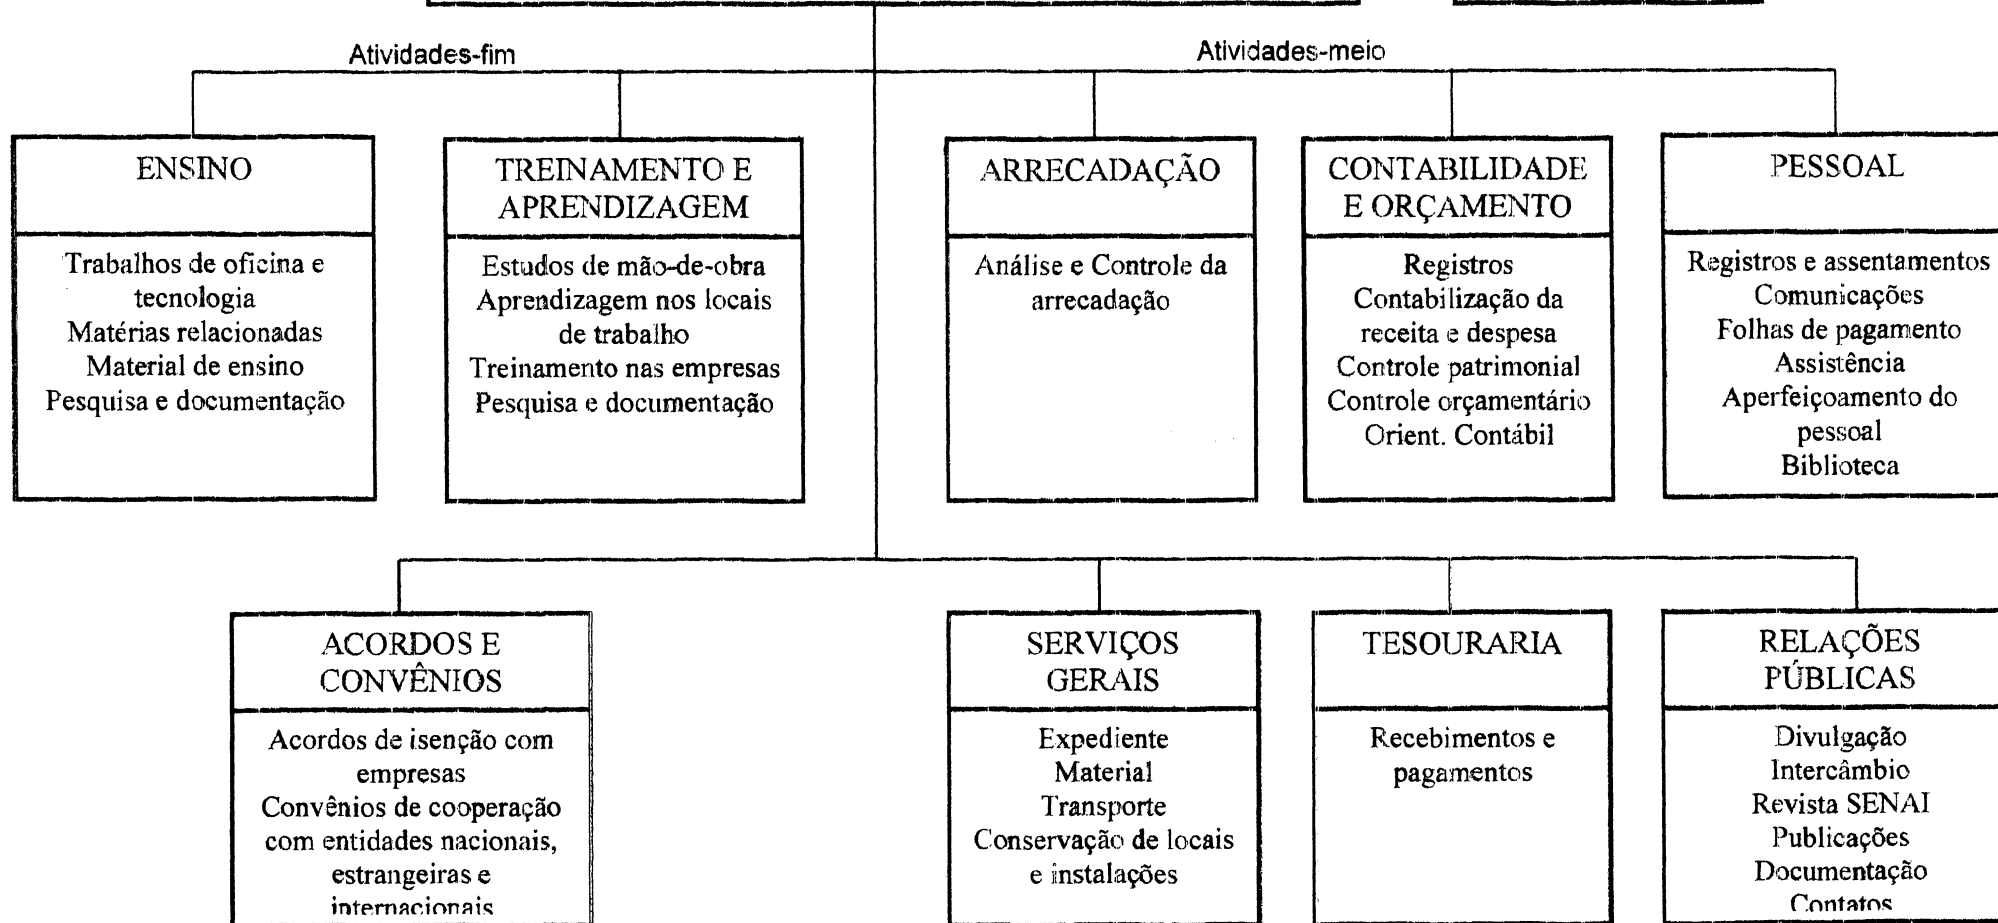 Atividades-fim
Atividades-meio
ENSINO
Trabalhos de oficina e
tecnologia
Matérias relacionadas
Material de ensino
Pesquisa e documentação
TREINAMENTO E
APRENDIZAGEM
Estudos de mão-de-obra
Aprendizagem nos locais
de trabalho
Treinamento nas empresas
Pesquisa e documentação
ARRECADAÇÃO
Análise e Controle da
arrecadação
CONTABILIDADE
E ORÇAMENTO
Registros
Contabilização da
receita e despesa
Controle patrimonial
Controle orçamentário
Orient. Contábil
PESSOAL
Registros e assentamentos
Comunicações
Folhas de pagamento
Assistência
Aperfeiçoamento do
pessoal
Biblioteca
ACORDOS E
CONVÊNIOS
Acordos de isenção com
empresas
Convênios de cooperação
com entidades nacionais,
estrangeiras e
internacionais
SERVIÇOS
GERAIS
Expediente
Material
Transporte
Conservação de locais
e instalações
TESOURARIA
Recebimentos e
pagamentos
RELAÇÕES
PÚBLICAS
Divulgação
Intercâmbio
Revista SENAI
Publicações
Documentação
Contatos